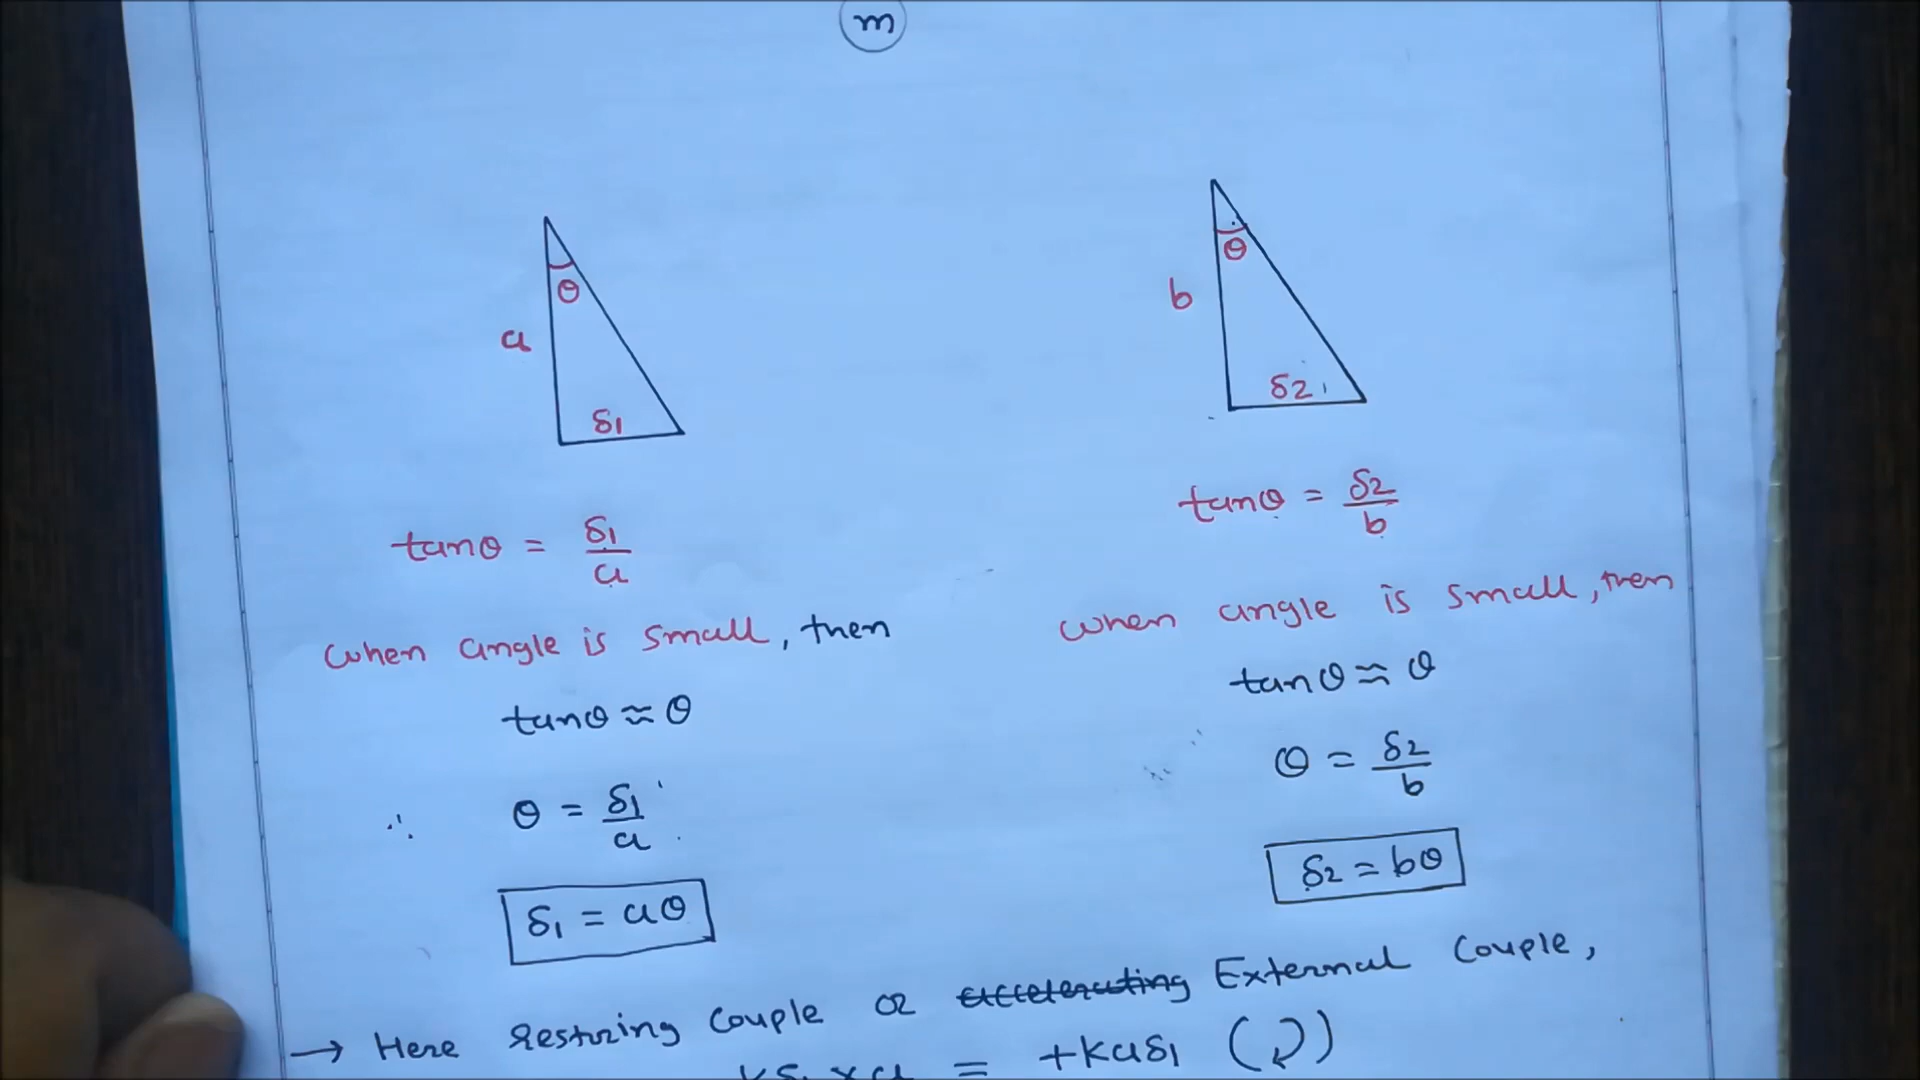 m
θ
a
δ1
tanθ = δ1/a
when angle is small, then
tanθ ≈ θ
∴ θ = δ1/a
δ1 = aθ
θ
b
δ2
tanθ = δ2/b
when angle is small, then
tanθ ≈ θ
θ = δ2/b
δ2 = bθ
→ Here restoring couple or accelerating External couple,
= +kaδ1 (↻)